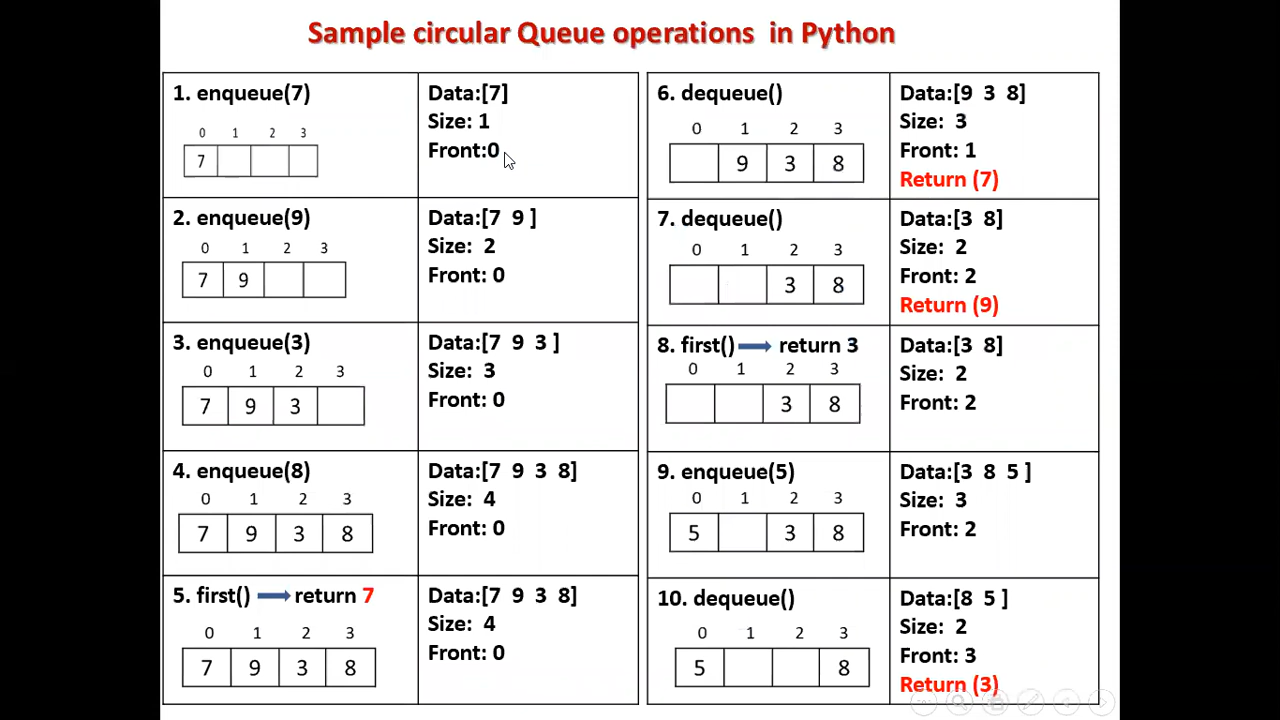 Sample circular Queue operations in Python
1. enqueue(7)
0 1 2 3
7
Data:[7]
Size: 1
Front:0
2. enqueue(9)
0 1 2 3
7 9
Data:[7 9 ]
Size: 2
Front: 0
3. enqueue(3)
0 1 2 3
7 9 3
Data:[7 9 3 ]
Size: 3
Front: 0
4. enqueue(8)
0 1 2 3
7 9 3 8
Data:[7 9 3 8]
Size: 4
Front: 0
5. first() return 7
0 1 2 3
7 9 3 8
Data:[7 9 3 8]
Size: 4
Front: 0
6. dequeue()
0 1 2 3
9 3 8
Data:[9 3 8]
Size: 3
Front: 1
Return (7)
7. dequeue()
0 1 2 3
3 8
Data:[3 8]
Size: 2
Front: 2
Return (9)
8. first() return 3
0 1 2 3
3 8
Data:[3 8]
Size: 2
Front: 2
9. enqueue(5)
0 1 2 3
5 3 8
Data:[3 8 5 ]
Size: 3
Front: 2
10. dequeue()
0 1 2 3
5 8
Data:[8 5 ]
Size: 2
Front: 3
Return (3)